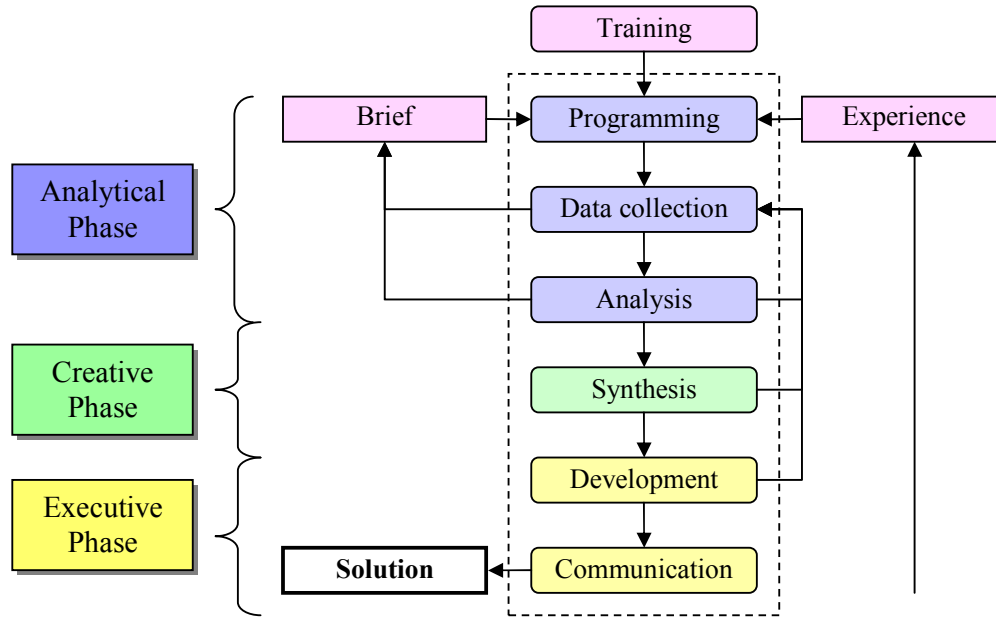 Training
Brief
Programming
Experience
Analytical
Phase
Data collection
Analysis
Creative
Phase
Synthesis
Development
Executive
Phase
Solution
Communication